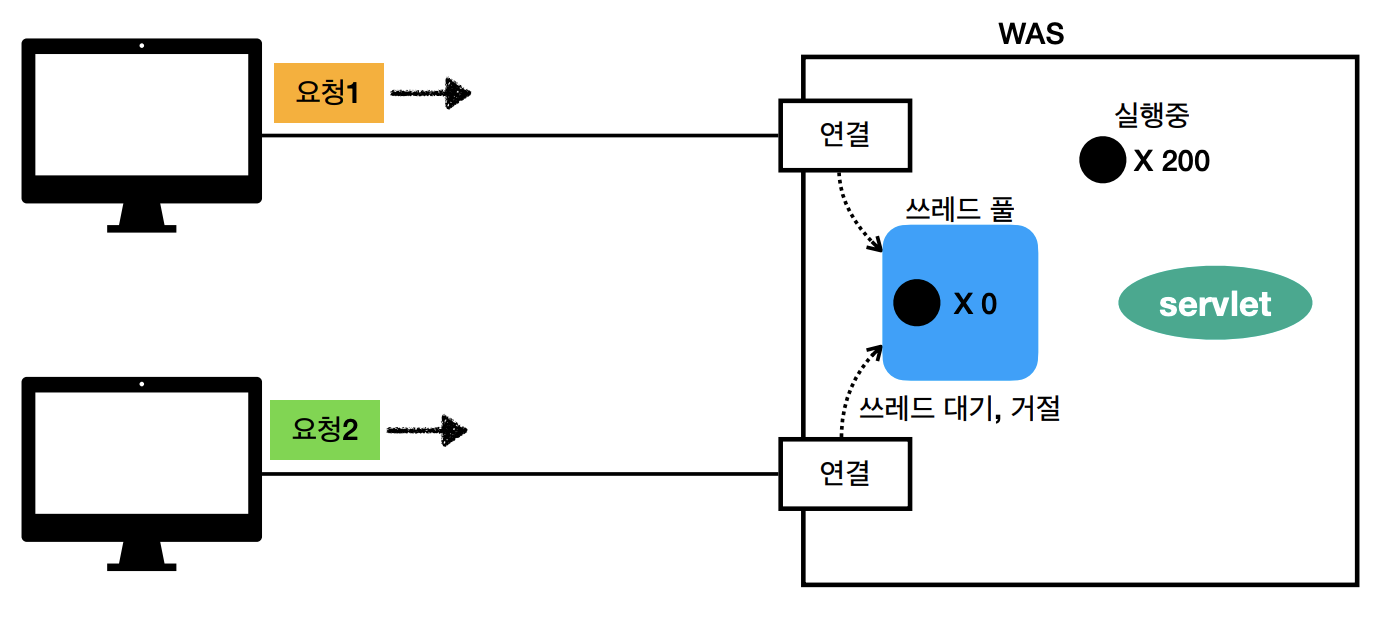 WAS
요청1
연결
실행중
X 200
쓰레드 풀
X 0
servlet
쓰레드 대기, 거절
요청2
연결